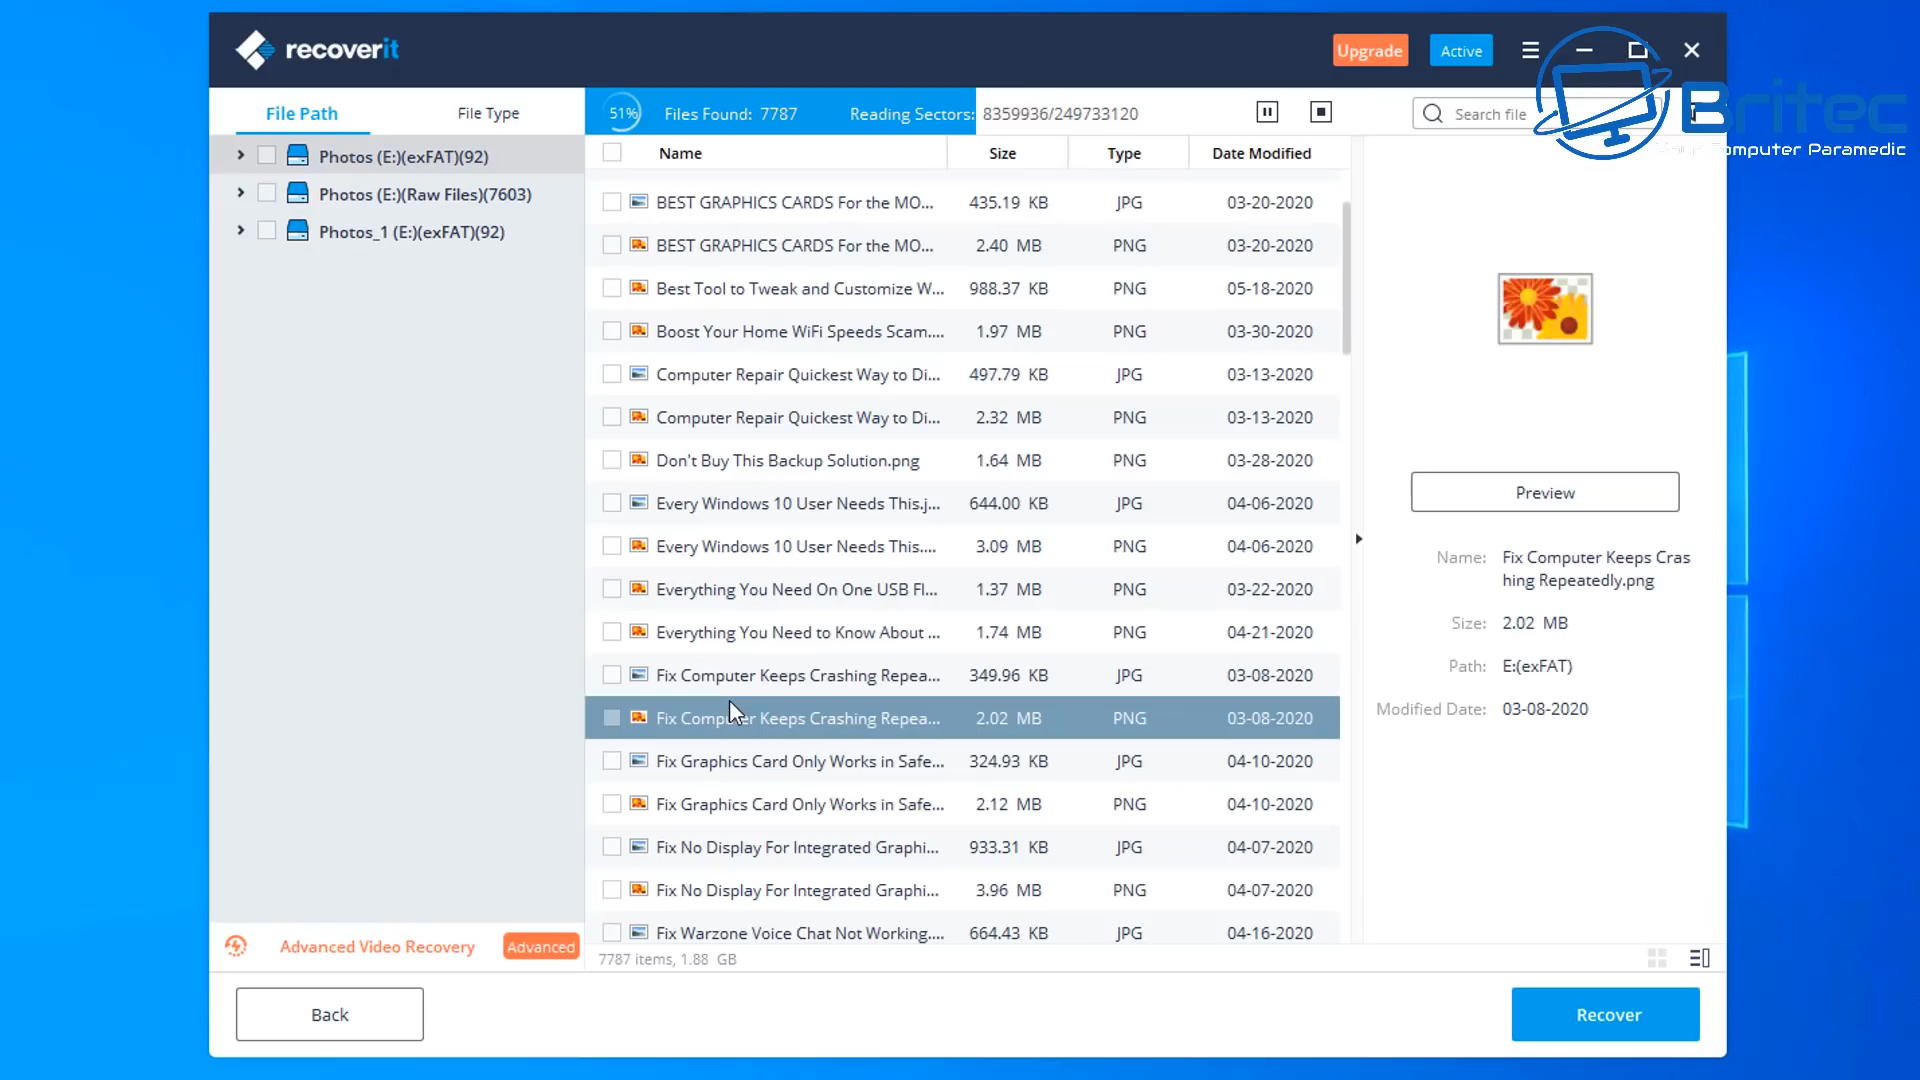 recoverit
Upgrade
Active
Britec
Your Computer Paramedic
File Path
File Type
51%
Files Found: 7787
Reading Sectors: 8359936/249733120
Search file
Photos (E:)(exFAT)(92)
Photos (E:)(Raw Files)(7603)
Photos_1 (E:)(exFAT)(92)
Name Size Type Date Modified
BEST GRAPHICS CARDS For the MO... 435.19 KB JPG 03-20-2020
BEST GRAPHICS CARDS For the MO... 2.40 MB PNG 03-20-2020
Best Tool to Tweak and Customize W... 988.37 KB PNG 05-18-2020
Boost Your Home WiFi Speeds Scam.... 1.97 MB PNG 03-30-2020
Computer Repair Quickest Way to Di... 497.79 KB JPG 03-13-2020
Computer Repair Quickest Way to Di... 2.32 MB PNG 03-13-2020
Don't Buy This Backup Solution.png 1.64 MB PNG 03-28-2020
Every Windows 10 User Needs This.j... 644.00 KB JPG 04-06-2020
Every Windows 10 User Needs This.... 3.09 MB PNG 04-06-2020
Everything You Need On One USB Fl... 1.37 MB PNG 03-22-2020
Everything You Need to Know About ... 1.74 MB PNG 04-21-2020
Fix Computer Keeps Crashing Repea... 349.96 KB JPG 03-08-2020
Fix Computer Keeps Crashing Repea... 2.02 MB PNG 03-08-2020
Fix Graphics Card Only Works in Safe... 324.93 KB JPG 04-10-2020
Fix Graphics Card Only Works in Safe... 2.12 MB PNG 04-10-2020
Fix No Display For Integrated Graphi... 933.31 KB JPG 04-07-2020
Fix No Display For Integrated Graphi... 3.96 MB PNG 04-07-2020
Fix Warzone Voice Chat Not Working.... 664.43 KB JPG 04-16-2020
7787 items, 1.88 GB
Preview
Name: Fix Computer Keeps Cras
hing Repeatedly.png
Size: 2.02 MB
Path: E:(exFAT)
Modified Date: 03-08-2020
Advanced Video Recovery
Advanced
Back
Recover